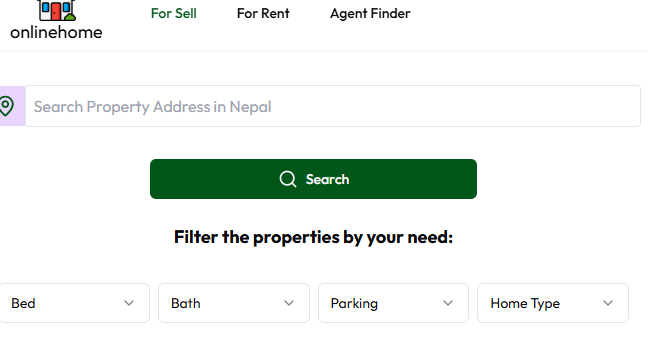 onlinehome
For Sell
For Rent
Agent Finder
Search Property Address in Nepal
Search
Filter the properties by your need:
Bed
Bath
Parking
Home Type